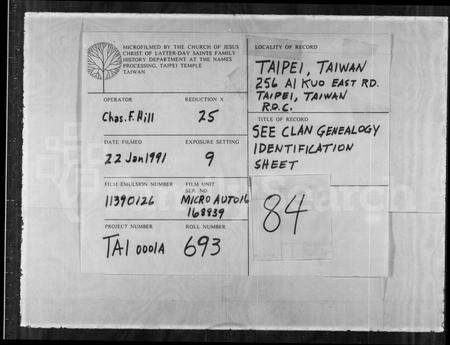 MICROFILMED BY THE CHURCH OF JESUS
CHRIST OF LATTER-DAY SAINTS FAMILY
HISTORY DEPARTMENT AT THE NAMES
PROCESSING, TAIPEI TEMPLE
TAIWAN
OPERATOR REDUCTION X
Chas. F. Hill 25
DATE FILMED EXPOSURE SETTING
22 Jan 1991 9
FILM EMULSION NUMBER FILM UNIT
SER. NO.
11390126 MICRO AUTO 16
168839
PROJECT NUMBER ROLL NUMBER
TAI 0001A 693
LOCALITY OF RECORD
TAIPEI, TAIWAN
256 AI KUO EAST RD.
TAIPEI, TAIWAN
R.O.C.
TITLE OF RECORD
SEE CLAN GENEALOGY
IDENTIFICATION
SHEET
84